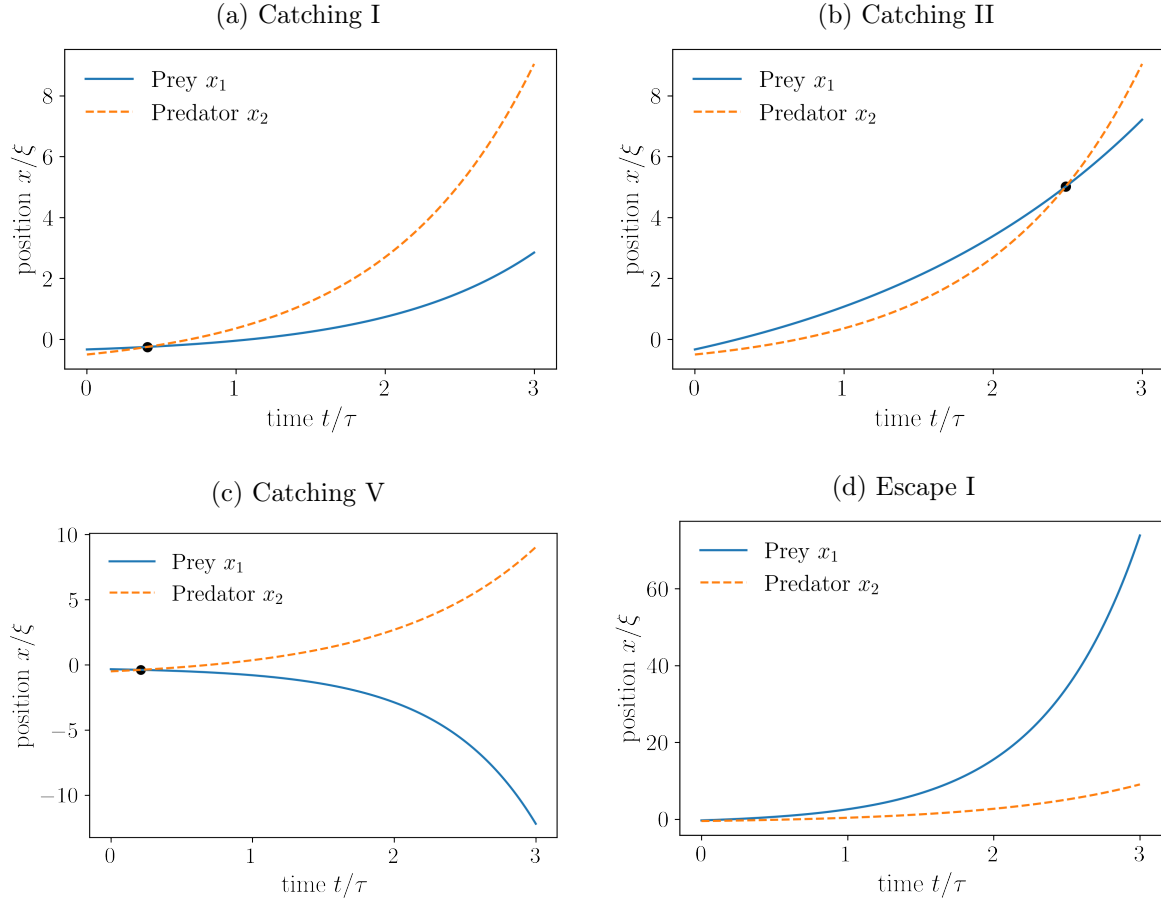 (a) Catching I
Prey x₁
Predator x₂
position x/ξ
8
6
4
2
0
0 1 2 3
time t/τ
(b) Catching II
Prey x₁
Predator x₂
position x/ξ
8
6
4
2
0
0 1 2 3
time t/τ
(c) Catching V
Prey x₁
Predator x₂
position x/ξ
10
5
0
−5
−10
0 1 2 3
time t/τ
(d) Escape I
Prey x₁
Predator x₂
position x/ξ
60
40
20
0
0 1 2 3
time t/τ